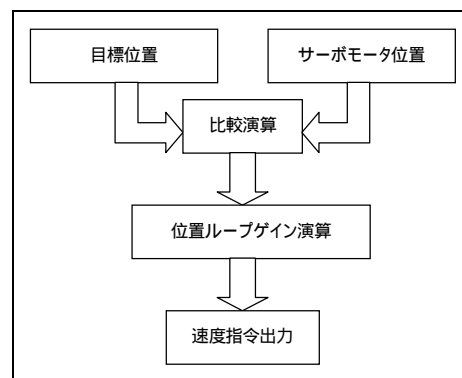 目標位置
サーボモータ位置
比較演算
位置ループゲイン演算
速度指令出力